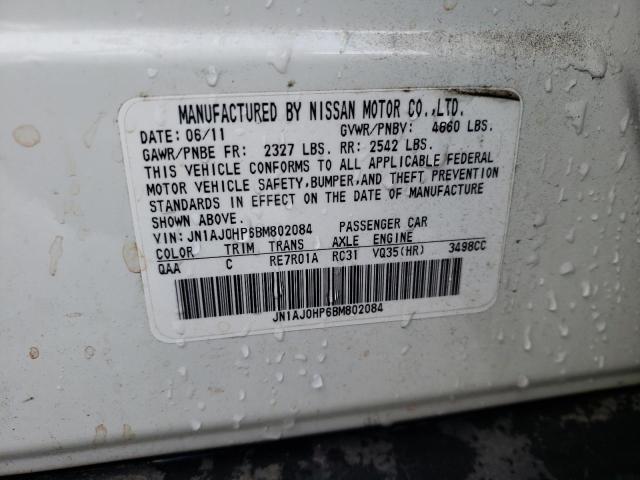 MANUFACTURED BY NISSAN MOTOR CO.,LTD.
DATE: 06/11 GVWR/PNBV: 4660 LBS.
GAWR/PNBE FR: 2327 LBS. RR: 2542 LBS.
THIS VEHICLE CONFORMS TO ALL APPLICABLE FEDERAL
MOTOR VEHICLE SAFETY,BUMPER,AND THEFT PREVENTION
STANDARDS IN EFFECT ON THE DATE OF MANUFACTURE
SHOWN ABOVE.
VIN: JN1AJ0HP6BM802084 PASSENGER CAR
COLOR TRIM TRANS AXLE ENGINE
QAA C RE7R01A RC31 VQ35(HR) 3498CC
JN1AJ0HP6BM802084